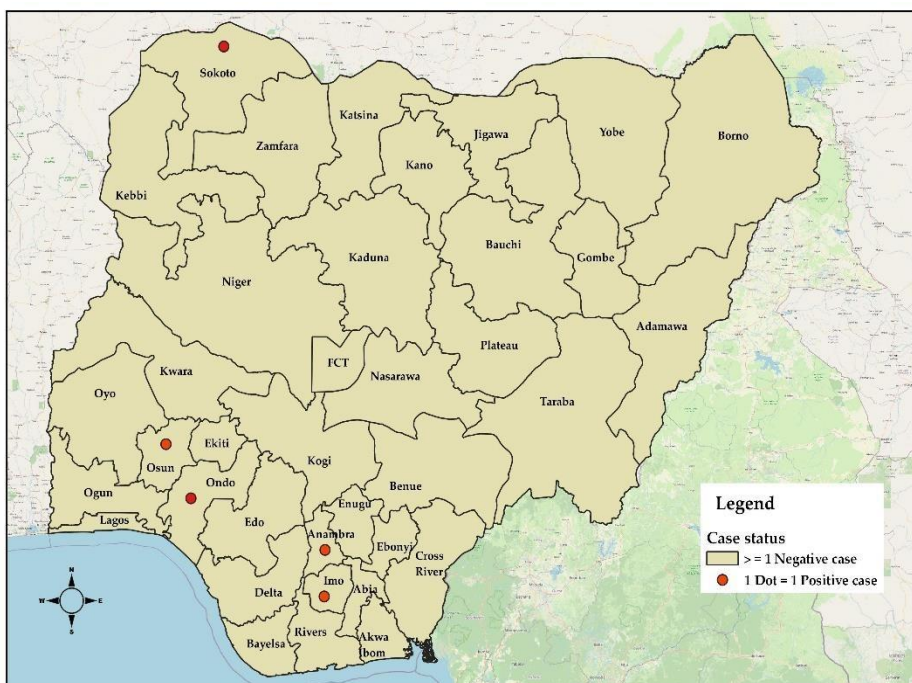 Sokoto
Katsina
Jigawa
Yobe
Borno
Zamfara
Kano
Kebbi
Bauchi
Gombe
Kaduna
Niger
Adamawa
Plateau
FCT
Kwara
Nasarawa
Oyo
Taraba
Ekiti
Osun
Kogi
Ondo
Benue
Ogun
Enugu
Lagos
Edo
Anambra
Ebonyi
Cross
River
Imo
Abia
Delta
Rivers
Bayelsa
Akwa
Ibom
N
W
E
S
Legend
Case status
> = 1 Negative case
1 Dot = 1 Positive case